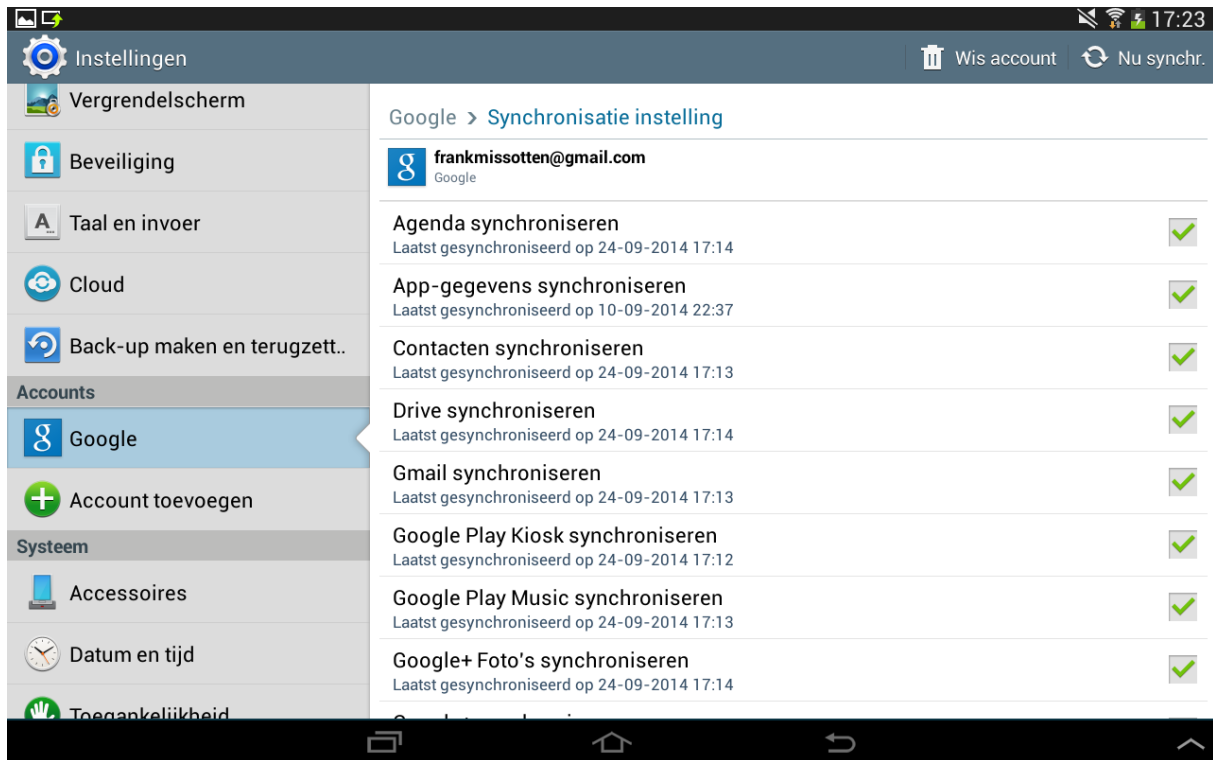 17:23
Instellingen
Wis account
Nu synchr.
Vergrendelscherm
Beveiliging
Taal en invoer
Cloud
Back-up maken en terugzett..
Accounts
Google
Account toevoegen
Systeem
Accessoires
Datum en tijd
Toegankelijkheid
Google > Synchronisatie instelling
frankmissotten@gmail.com
Google
Agenda synchroniseren
Laatst gesynchroniseerd op 24-09-2014 17:14
App-gegevens synchroniseren
Laatst gesynchroniseerd op 10-09-2014 22:37
Contacten synchroniseren
Laatst gesynchroniseerd op 24-09-2014 17:13
Drive synchroniseren
Laatst gesynchroniseerd op 24-09-2014 17:14
Gmail synchroniseren
Laatst gesynchroniseerd op 24-09-2014 17:13
Google Play Kiosk synchroniseren
Laatst gesynchroniseerd op 24-09-2014 17:12
Google Play Music synchroniseren
Laatst gesynchroniseerd op 24-09-2014 17:13
Google+ Foto's synchroniseren
Laatst gesynchroniseerd op 24-09-2014 17:14